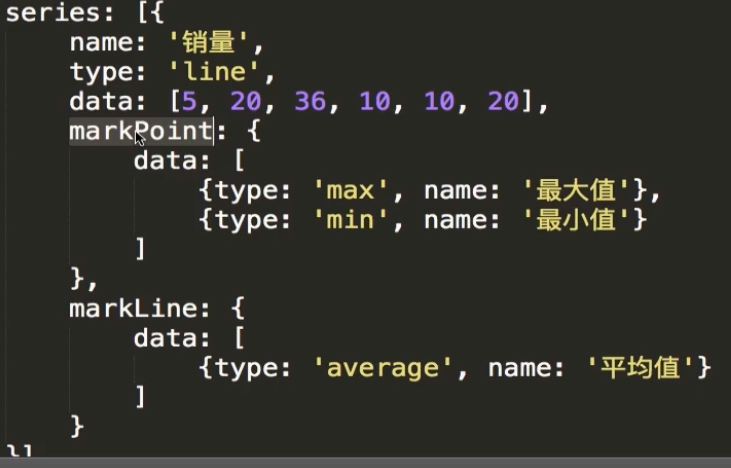 series: [{
    name: '销量',
    type: 'line',
    data: [5, 20, 36, 10, 10, 20],
    markPoint: {
        data: [
            {type: 'max', name: '最大值'},
            {type: 'min', name: '最小值'}
        ]
    },
    markLine: {
        data: [
            {type: 'average', name: '平均值'}
        ]
    }
}]